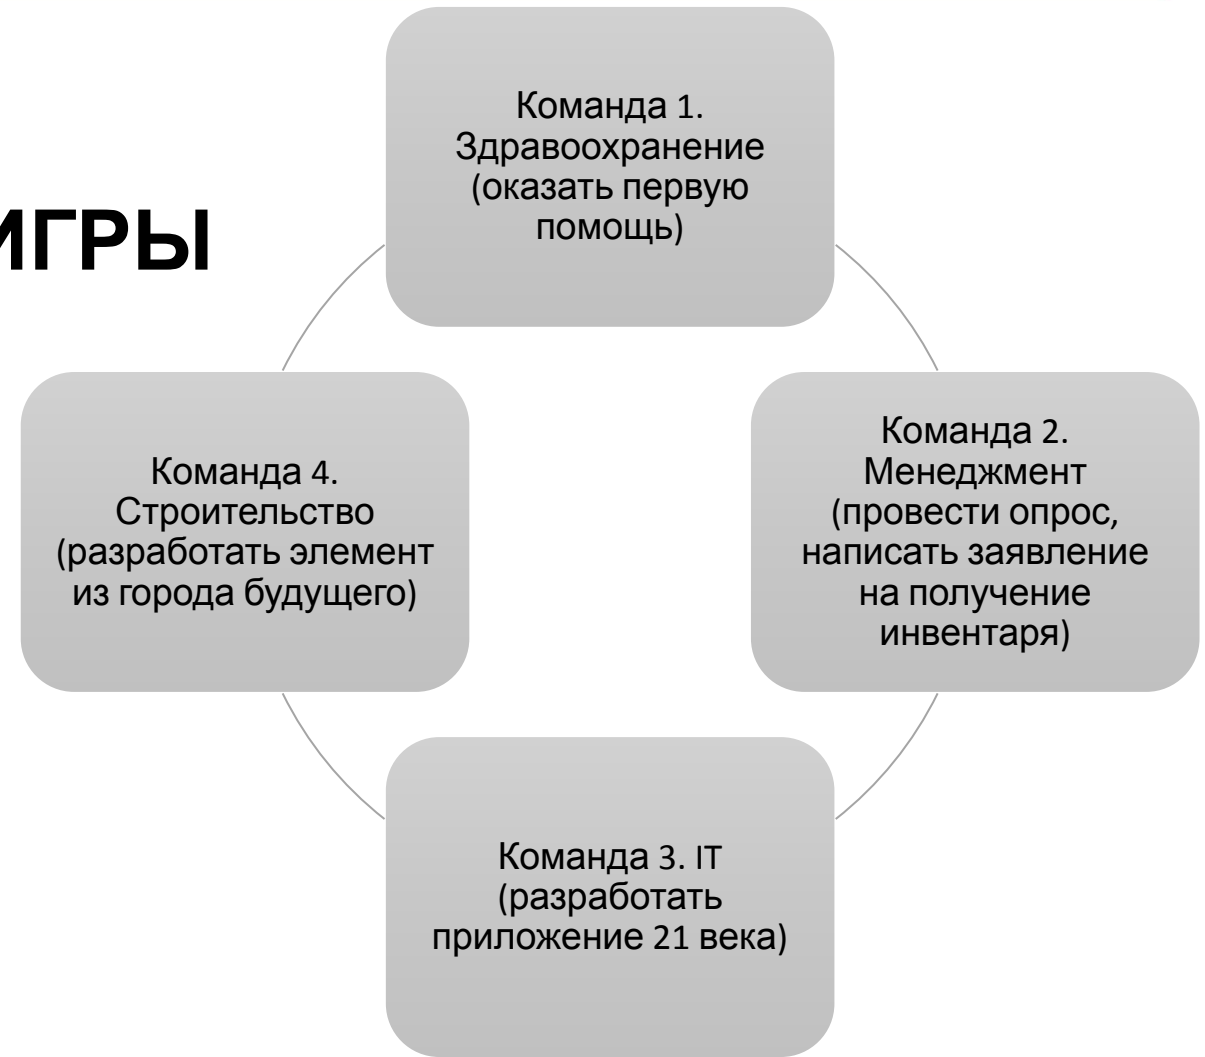 ИГРЫ
Команда 1.
Здравоохранение
(оказать первую
помощь)
Команда 2.
Менеджмент
(провести опрос,
написать заявление
на получение
инвентаря)
Команда 3. IT
(разработать
приложение 21 века)
Команда 4.
Строительство
(разработать элемент
из города будущего)